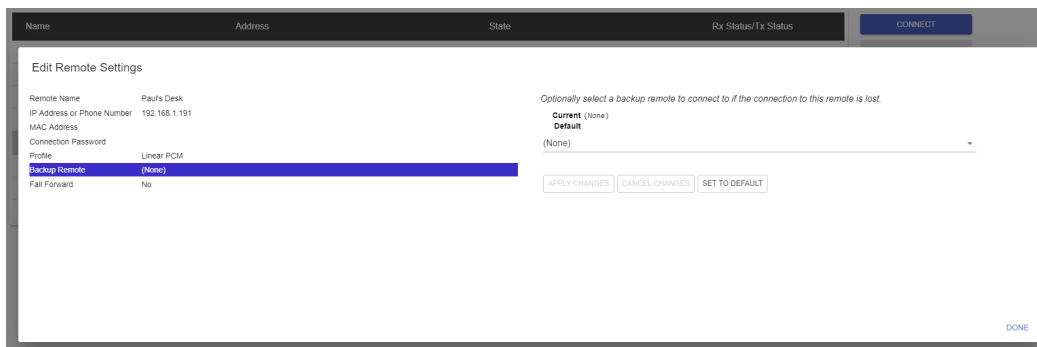 Name Address State Rx Status/Tx Status CONNECT
Edit Remote Settings
Remote Name Paul's Desk
IP Address or Phone Number 192.168.1.191
MAC Address
Connection Password
Profile Linear PCM
Backup Remote (None)
Fall Forward No
Optionally select a backup remote to connect to if the connection to this remote is lost.
Current (None)
Default
(None)
APPLY CHANGES CANCEL CHANGES SET TO DEFAULT
DONE